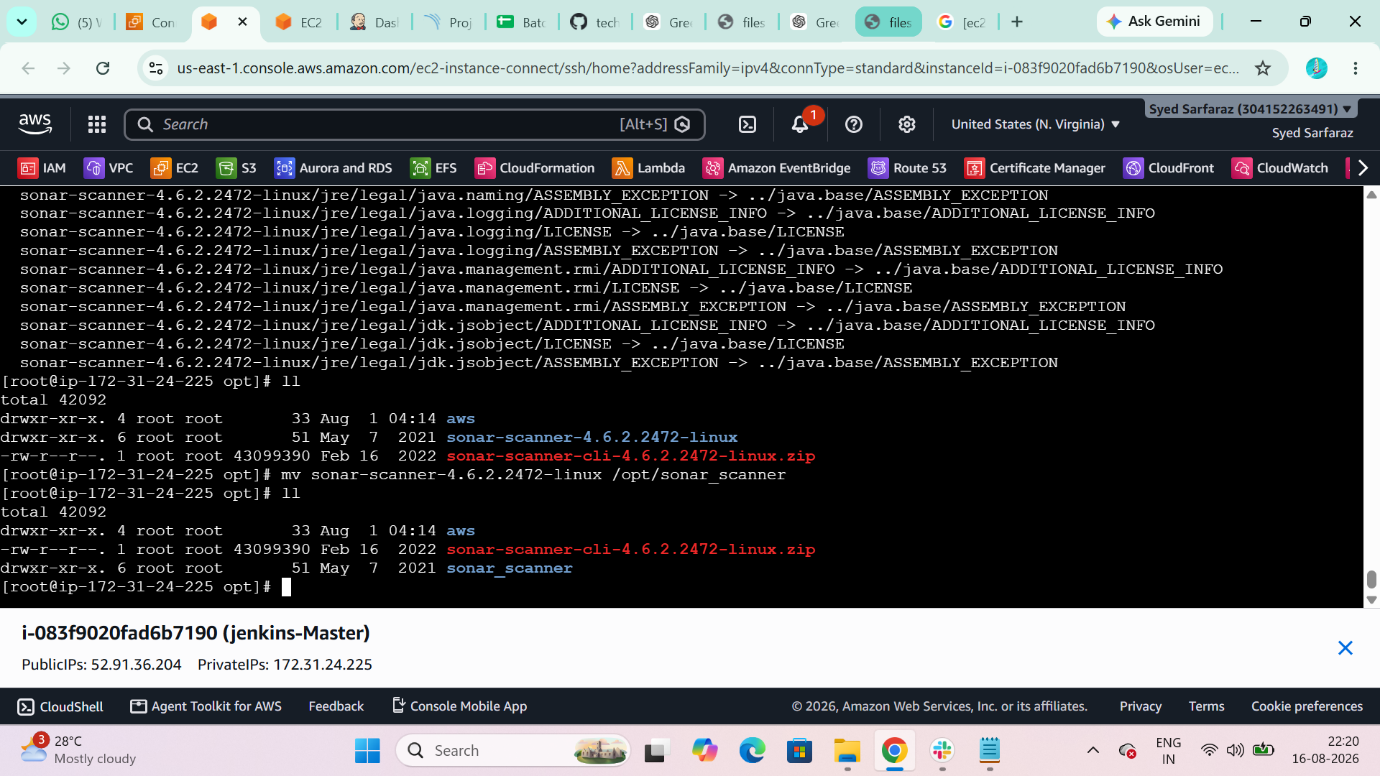 (5) W
Con
EC2
Dash
Proj
Batc
tech
Gree
files
Gree
files
[ec2
Ask Gemini
us-east-1.console.aws.amazon.com/ec2-instance-connect/ssh/home?addressFamily=ipv4&connType=standard&instanceId=i-083f9020fad6b7190&osUser=ec...
aws
Search
[Alt+S]
1
United States (N. Virginia)
Syed Sarfaraz (304152263491)
Syed Sarfaraz
IAM
VPC
EC2
S3
Aurora and RDS
EFS
CloudFormation
Lambda
Amazon EventBridge
Route 53
Certificate Manager
CloudFront
CloudWatch
sonar-scanner-4.6.2.2472-linux/jre/legal/java.naming/ASSEMBLY_EXCEPTION -> ../java.base/ASSEMBLY_EXCEPTION
sonar-scanner-4.6.2.2472-linux/jre/legal/java.logging/ADDITIONAL_LICENSE_INFO -> ../java.base/ADDITIONAL_LICENSE_INFO
sonar-scanner-4.6.2.2472-linux/jre/legal/java.logging/LICENSE -> ../java.base/LICENSE
sonar-scanner-4.6.2.2472-linux/jre/legal/java.logging/ASSEMBLY_EXCEPTION -> ../java.base/ASSEMBLY_EXCEPTION
sonar-scanner-4.6.2.2472-linux/jre/legal/java.management.rmi/ADDITIONAL_LICENSE_INFO -> ../java.base/ADDITIONAL_LICENSE_INFO
sonar-scanner-4.6.2.2472-linux/jre/legal/java.management.rmi/LICENSE -> ../java.base/LICENSE
sonar-scanner-4.6.2.2472-linux/jre/legal/java.management.rmi/ASSEMBLY_EXCEPTION -> ../java.base/ASSEMBLY_EXCEPTION
sonar-scanner-4.6.2.2472-linux/jre/legal/jdk.jsobject/ADDITIONAL_LICENSE_INFO -> ../java.base/ADDITIONAL_LICENSE_INFO
sonar-scanner-4.6.2.2472-linux/jre/legal/jdk.jsobject/LICENSE -> ../java.base/LICENSE
sonar-scanner-4.6.2.2472-linux/jre/legal/jdk.jsobject/ASSEMBLY_EXCEPTION -> ../java.base/ASSEMBLY_EXCEPTION
[root@ip-172-31-24-225 opt]# ll
total 42092
drwxr-xr-x. 4 root root       33 Aug  1 04:14 aws
drwxr-xr-x. 6 root root       51 May  7  2021 sonar-scanner-4.6.2.2472-linux
-rw-r--r--. 1 root root 43099390 Feb 16  2022 sonar-scanner-cli-4.6.2.2472-linux.zip
[root@ip-172-31-24-225 opt]# mv sonar-scanner-4.6.2.2472-linux /opt/sonar_scanner
[root@ip-172-31-24-225 opt]# ll
total 42092
drwxr-xr-x. 4 root root       33 Aug  1 04:14 aws
-rw-r--r--. 1 root root 43099390 Feb 16  2022 sonar-scanner-cli-4.6.2.2472-linux.zip
drwxr-xr-x. 6 root root       51 May  7  2021 sonar_scanner
[root@ip-172-31-24-225 opt]#
i-083f9020fad6b7190 (jenkins-Master)
PublicIPs: 52.91.36.204 PrivateIPs: 172.31.24.225
CloudShell
Agent Toolkit for AWS
Feedback
Console Mobile App
© 2026, Amazon Web Services, Inc. or its affiliates.
Privacy
Terms
Cookie preferences
3
28°C
Mostly cloudy
Search
ENG
IN
22:20
16-08-2026